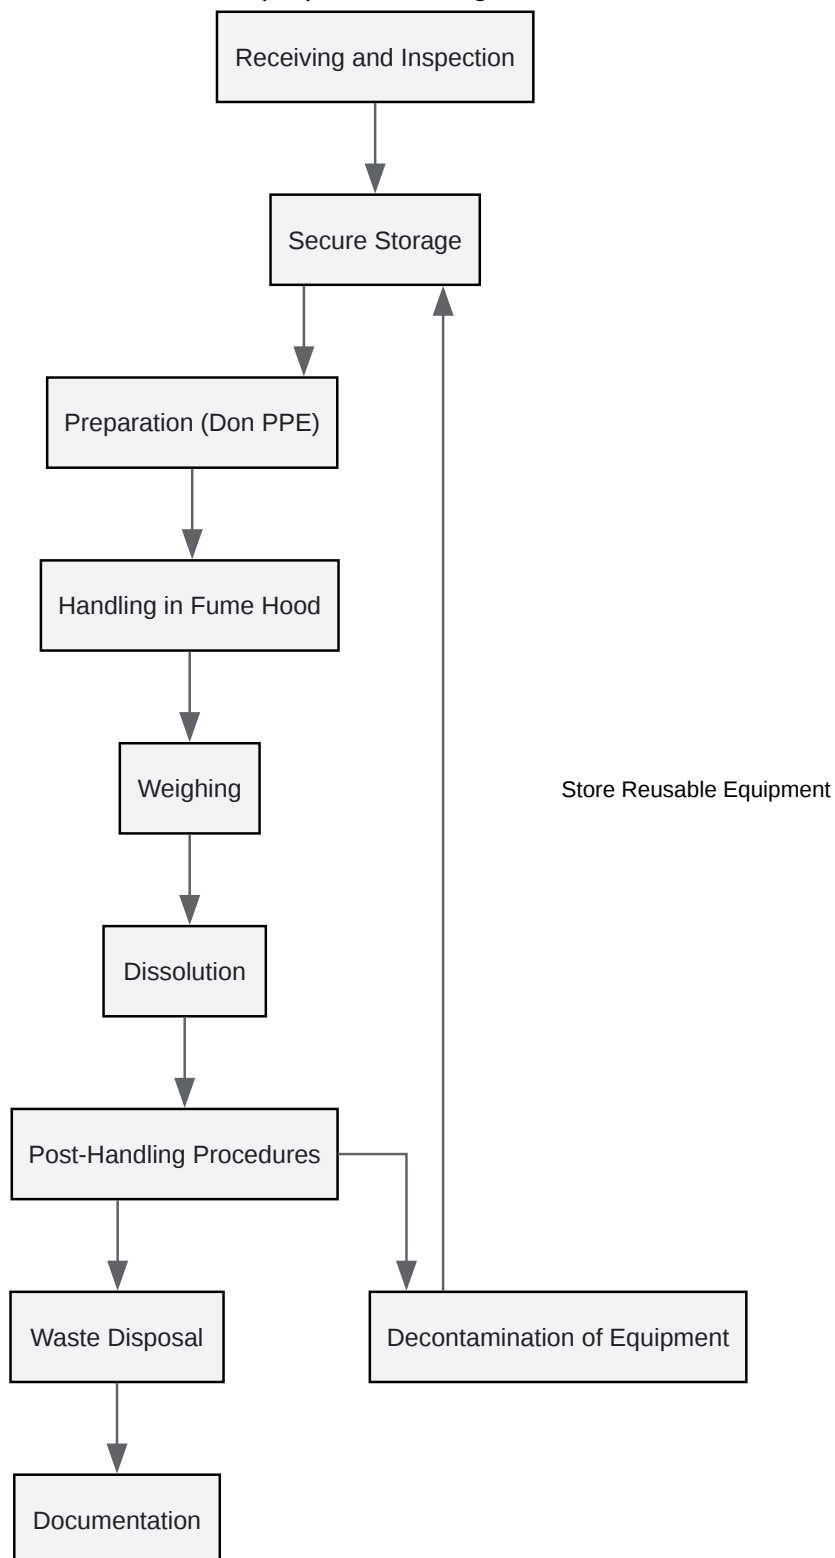 Receiving and Inspection
Secure Storage
Preparation (Don PPE)
Handling in Fume Hood
Weighing
Store Reusable Equipment
Dissolution
Post-Handling Procedures
Waste Disposal
Decontamination of Equipment
Documentation